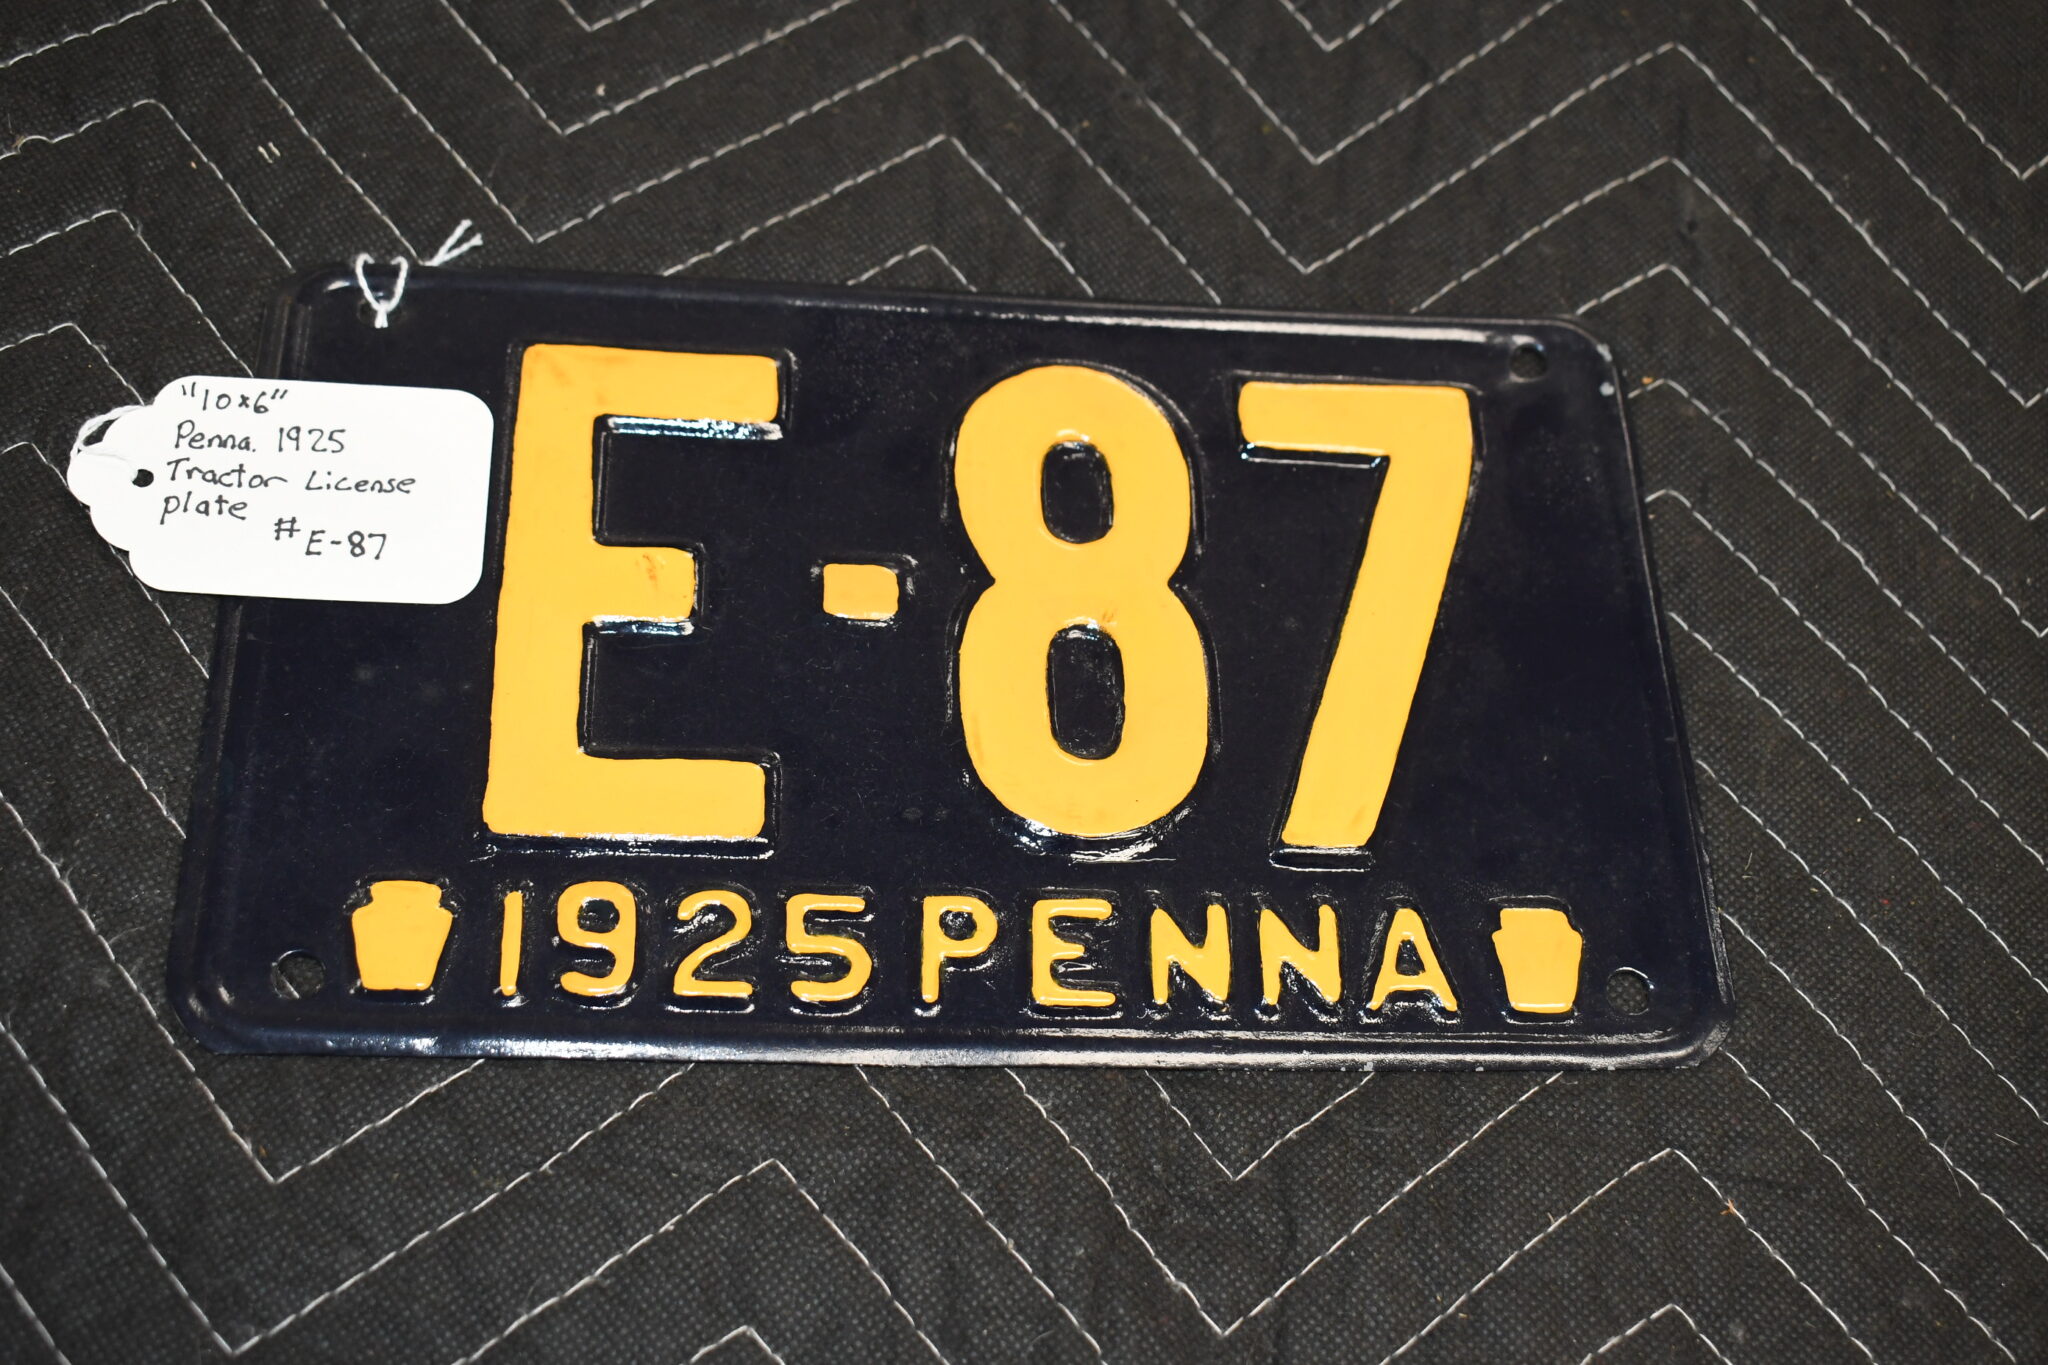 "10x6"
Penna. 1925
Tractor License
plate
# E-87
E-87
1925 PENNA